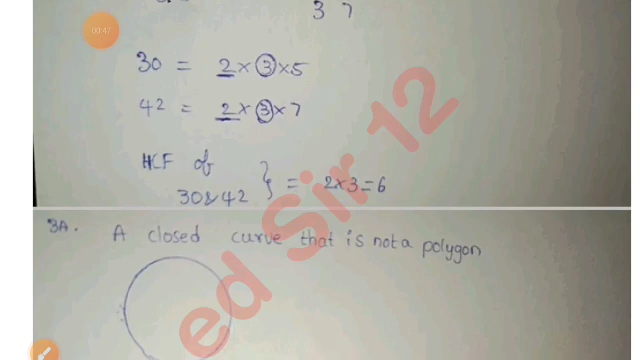 00:47
3 7
30 = 2 × 3 × 5
42 = 2 × 3 × 7
HCF of
30&42 } = 2×3=6
3A. A closed curve that is not a polygon
ed Sir 12